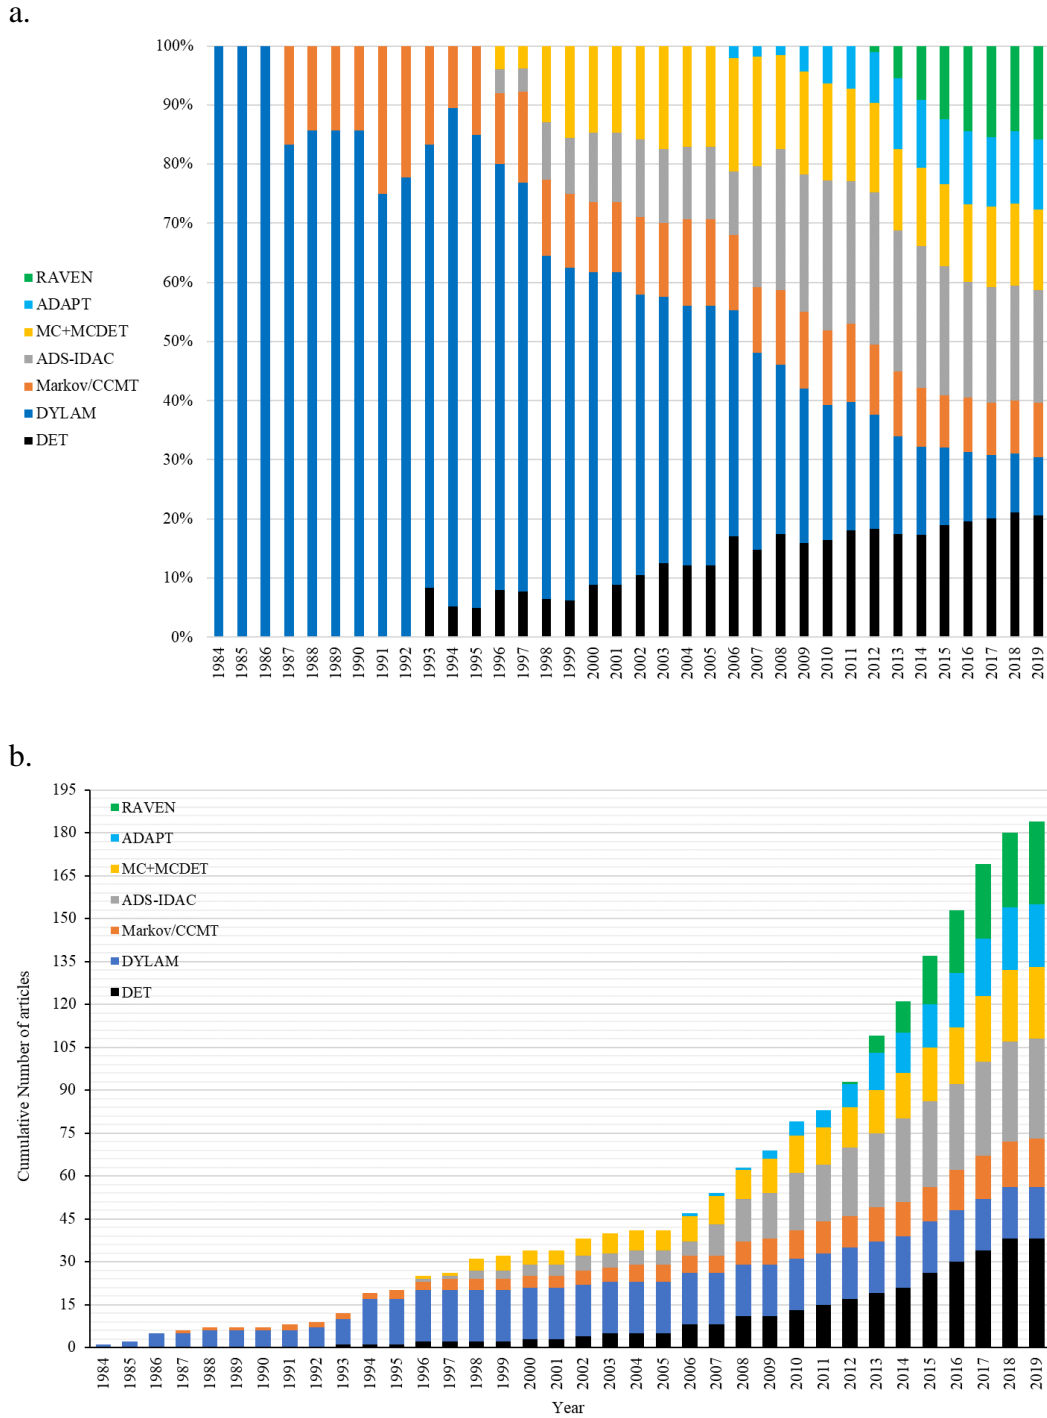 a.
100%
90%
80%
70%
60%
50%
40%
30%
20%
10%
0%
RAVEN
ADAPT
MC+MCDET
ADS-IDAC
Markov/CCMT
DYLAM
DET
1984 1985 1986 1987 1988 1989 1990 1991 1992 1993 1994 1995 1996 1997 1998 1999 2000 2001 2002 2003 2004 2005 2006 2007 2008 2009 2010 2011 2012 2013 2014 2015 2016 2017 2018 2019
b.
Cumulative Number of articles
195
180
165
150
135
120
105
90
75
60
45
30
15
0
RAVEN
ADAPT
MC+MCDET
ADS-IDAC
Markov/CCMT
DYLAM
DET
1984 1985 1986 1987 1988 1989 1990 1991 1992 1993 1994 1995 1996 1997 1998 1999 2000 2001 2002 2003 2004 2005 2006 2007 2008 2009 2010 2011 2012 2013 2014 2015 2016 2017 2018 2019
Year